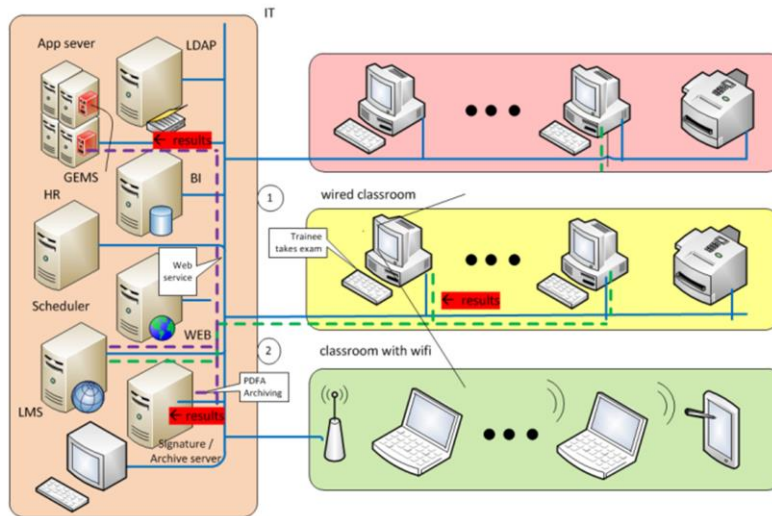 IT
App sever
LDAP
← results
GEMS
HR
BI
1
wired classroom
Trainee
takes exam
Web
service
← results
Scheduler
WEB
2
classroom with wifi
PDFA
Archiving
LMS
← results
Signature /
Archive server